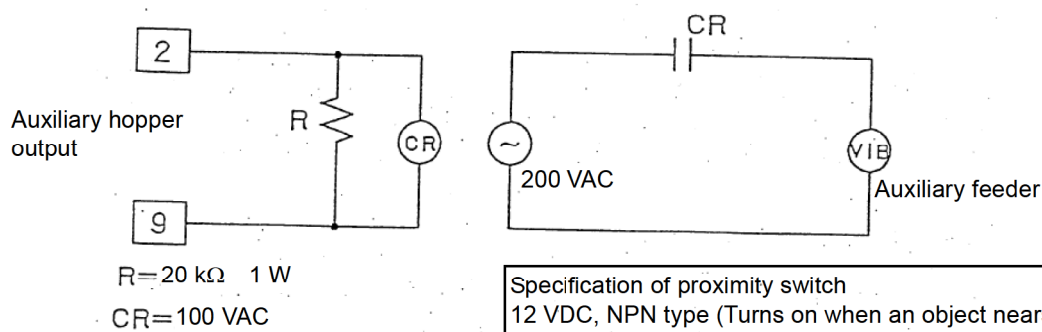 2
Auxiliary hopper
output
R
CR
9
R=20 kΩ 1 W
CR=100 VAC
CR
~
200 VAC
VIB
Auxiliary feeder
Specification of proximity switch
12 VDC, NPN type (Turns on when an object near